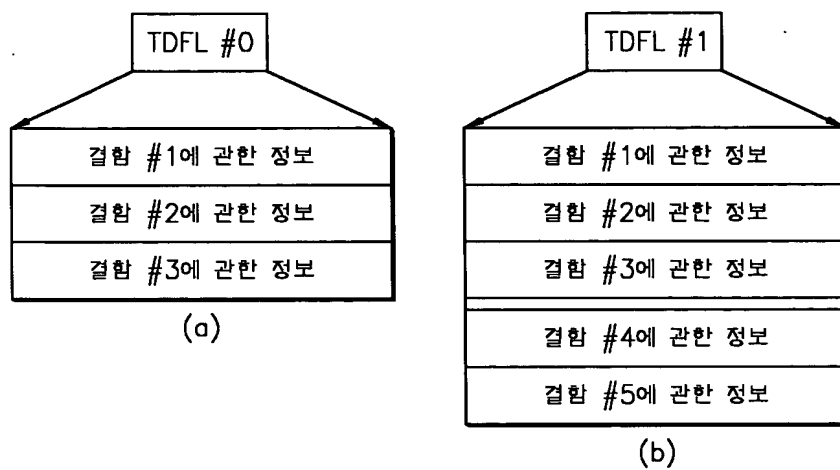 TDFL #0
결함 #1에 관한 정보
결함 #2에 관한 정보
결함 #3에 관한 정보
(a)
TDFL #1
결함 #1에 관한 정보
결함 #2에 관한 정보
결함 #3에 관한 정보
결함 #4에 관한 정보
결함 #5에 관한 정보
(b)